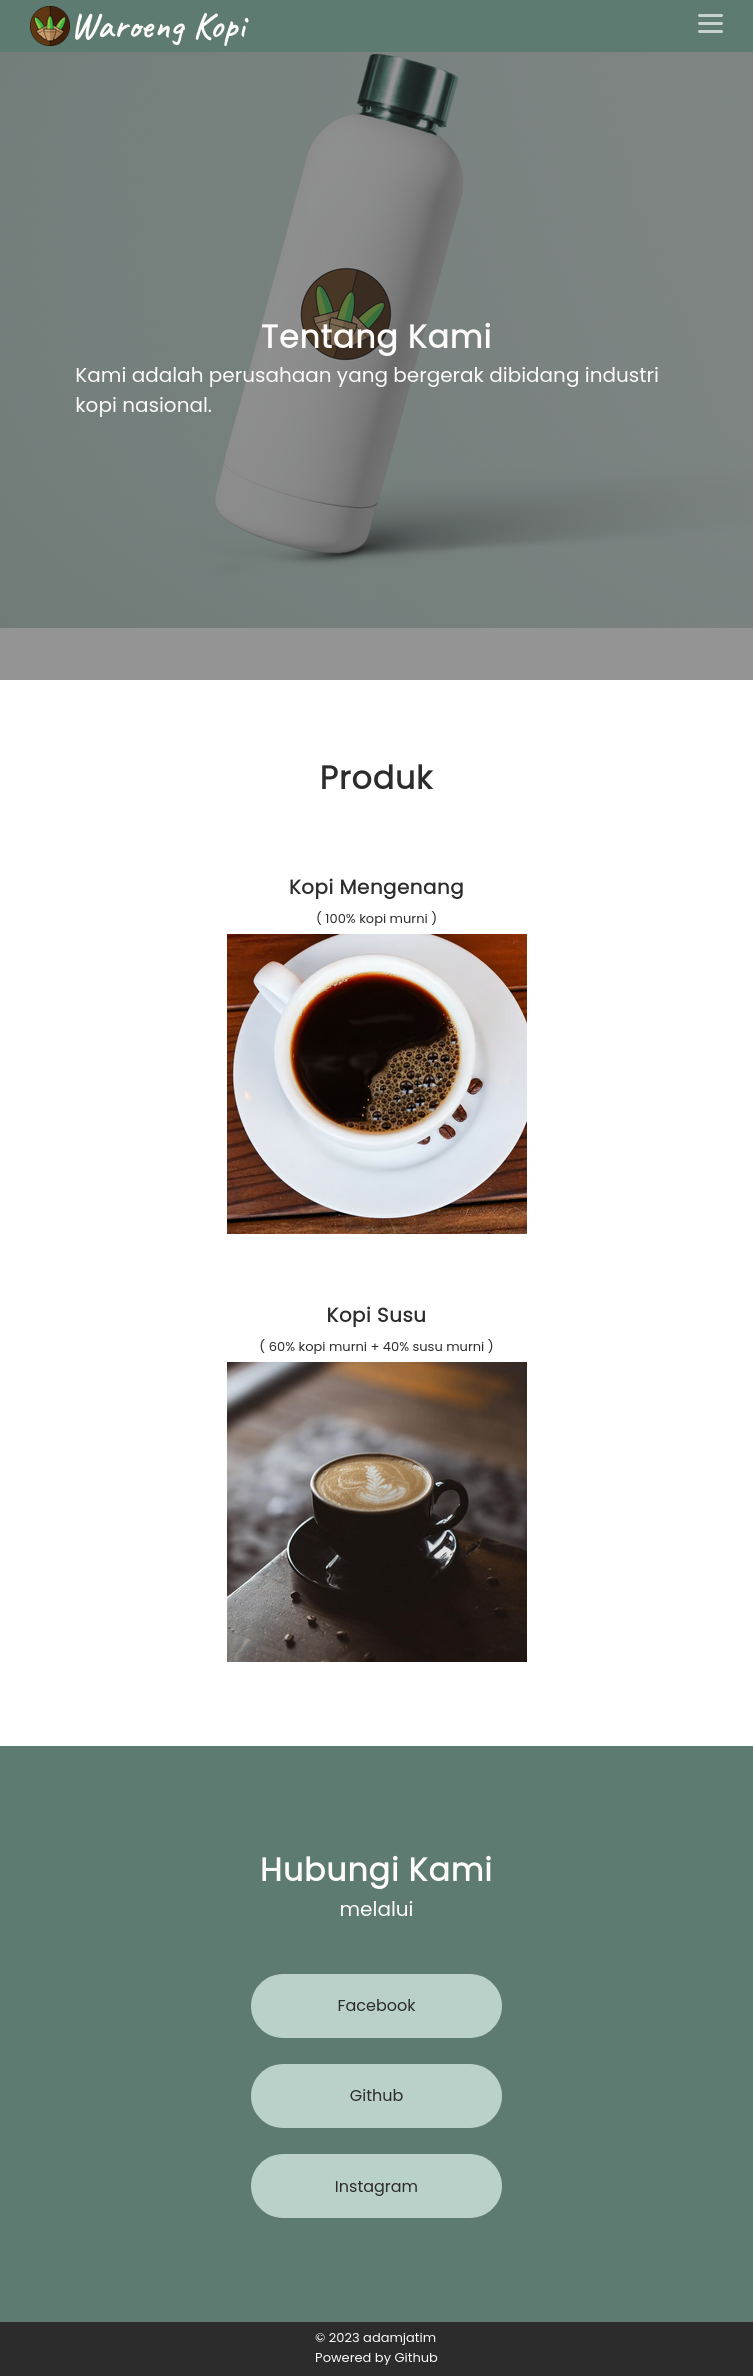 Waroeng Kopi
Tentang Kami
Kami adalah perusahaan yang bergerak dibidang industri
kopi nasional.
Produk
Kopi Mengenang
( 100% kopi murni )
Kopi Susu
( 60% kopi murni + 40% susu murni )
Hubungi Kami
melalui
Facebook
Github
Instagram
© 2023 adamjatim
Powered by Github